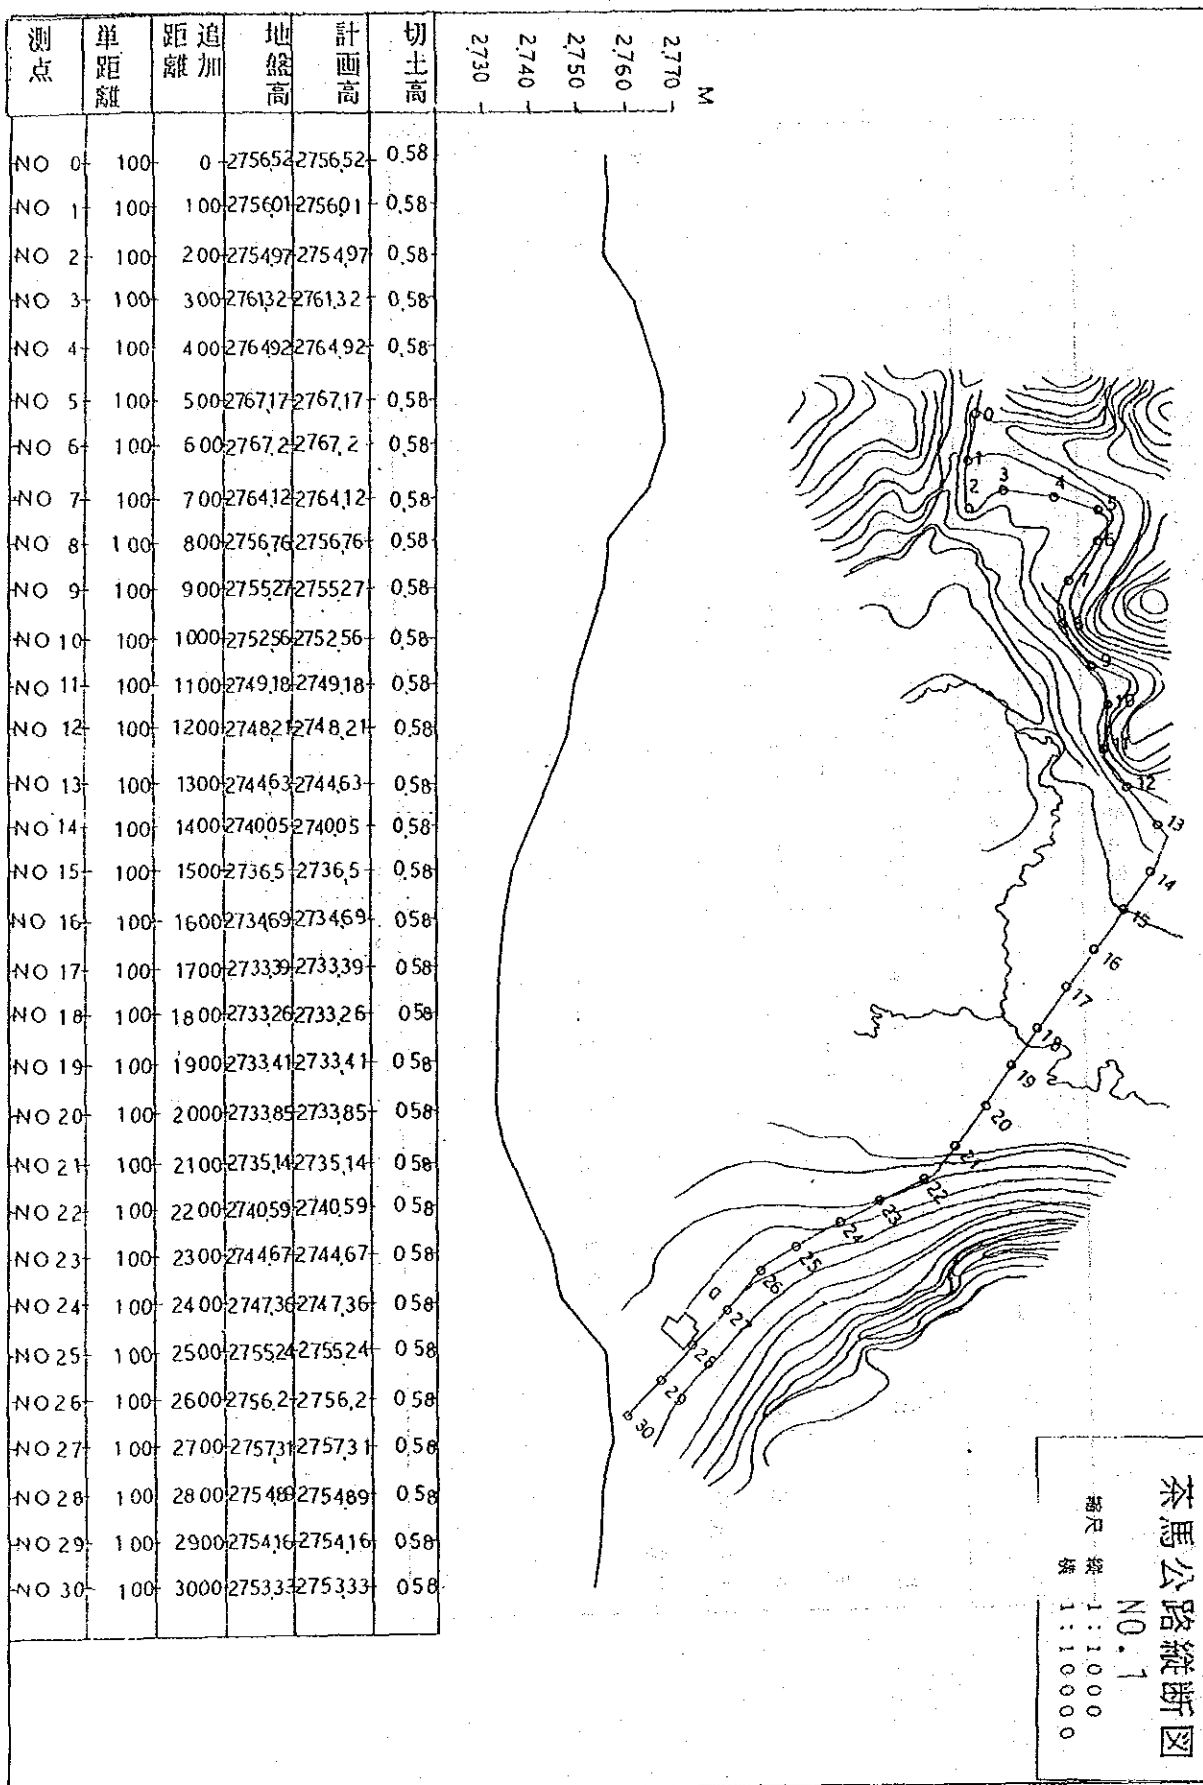 測点 単距離 追加距離 地盤高 計画高 切土高
NO 0 100 0 2756,52 2756,52 0,58
NO 1 100 100 2756,01 2756,01 0,58
NO 2 100 200 2754,97 2754,97 0,58
NO 3 100 300 2761,32 2761,32 0,58
NO 4 100 400 2764,92 2764,92 0,58
NO 5 100 500 2767,17 2767,17 0,58
NO 6 100 600 2767,2 2767,2 0,58
NO 7 100 700 2764,12 2764,12 0,58
NO 8 100 800 2756,76 2756,76 0,58
NO 9 100 900 2755,27 2755,27 0,58
NO 10 100 1000 2752,56 2752,56 0,58
NO 11 100 1100 2749,18 2749,18 0,58
NO 12 100 1200 2748,21 2748,21 0,58
NO 13 100 1300 2744,63 2744,63 0,58
NO 14 100 1400 2740,05 2740,05 0,58
NO 15 100 1500 2736,5 2736,5 0,58
NO 16 100 1600 2734,69 2734,69 0,58
NO 17 100 1700 2733,39 2733,39 0,58
NO 18 100 1800 2733,26 2733,26 0,58
NO 19 100 1900 2733,41 2733,41 0,58
NO 20 100 2000 2733,85 2733,85 0,58
NO 21 100 2100 2735,14 2735,14 0,58
NO 22 100 2200 2740,59 2740,59 0,58
NO 23 100 2300 2744,67 2744,67 0,58
NO 24 100 2400 2747,36 2747,36 0,58
NO 25 100 2500 2755,24 2755,24 0,58
NO 26 100 2600 2756,2 2756,2 0,58
NO 27 100 2700 2757,31 2757,31 0,58
NO 28 100 2800 2754,89 2754,89 0,58
NO 29 100 2900 2754,16 2754,16 0,58
NO 30 100 3000 2753,33 2753,33 0,58
M
2,770
2,760
2,750
2,740
2,730
0
1
2
3
4
5
6
7
9
10
11
12
13
14
15
16
17
18
19
20
21
22
23
24
25
26
27
28
29
30
奈馬公路縦断図
NO.1
縮尺 縦 1:1000
横 1:10000